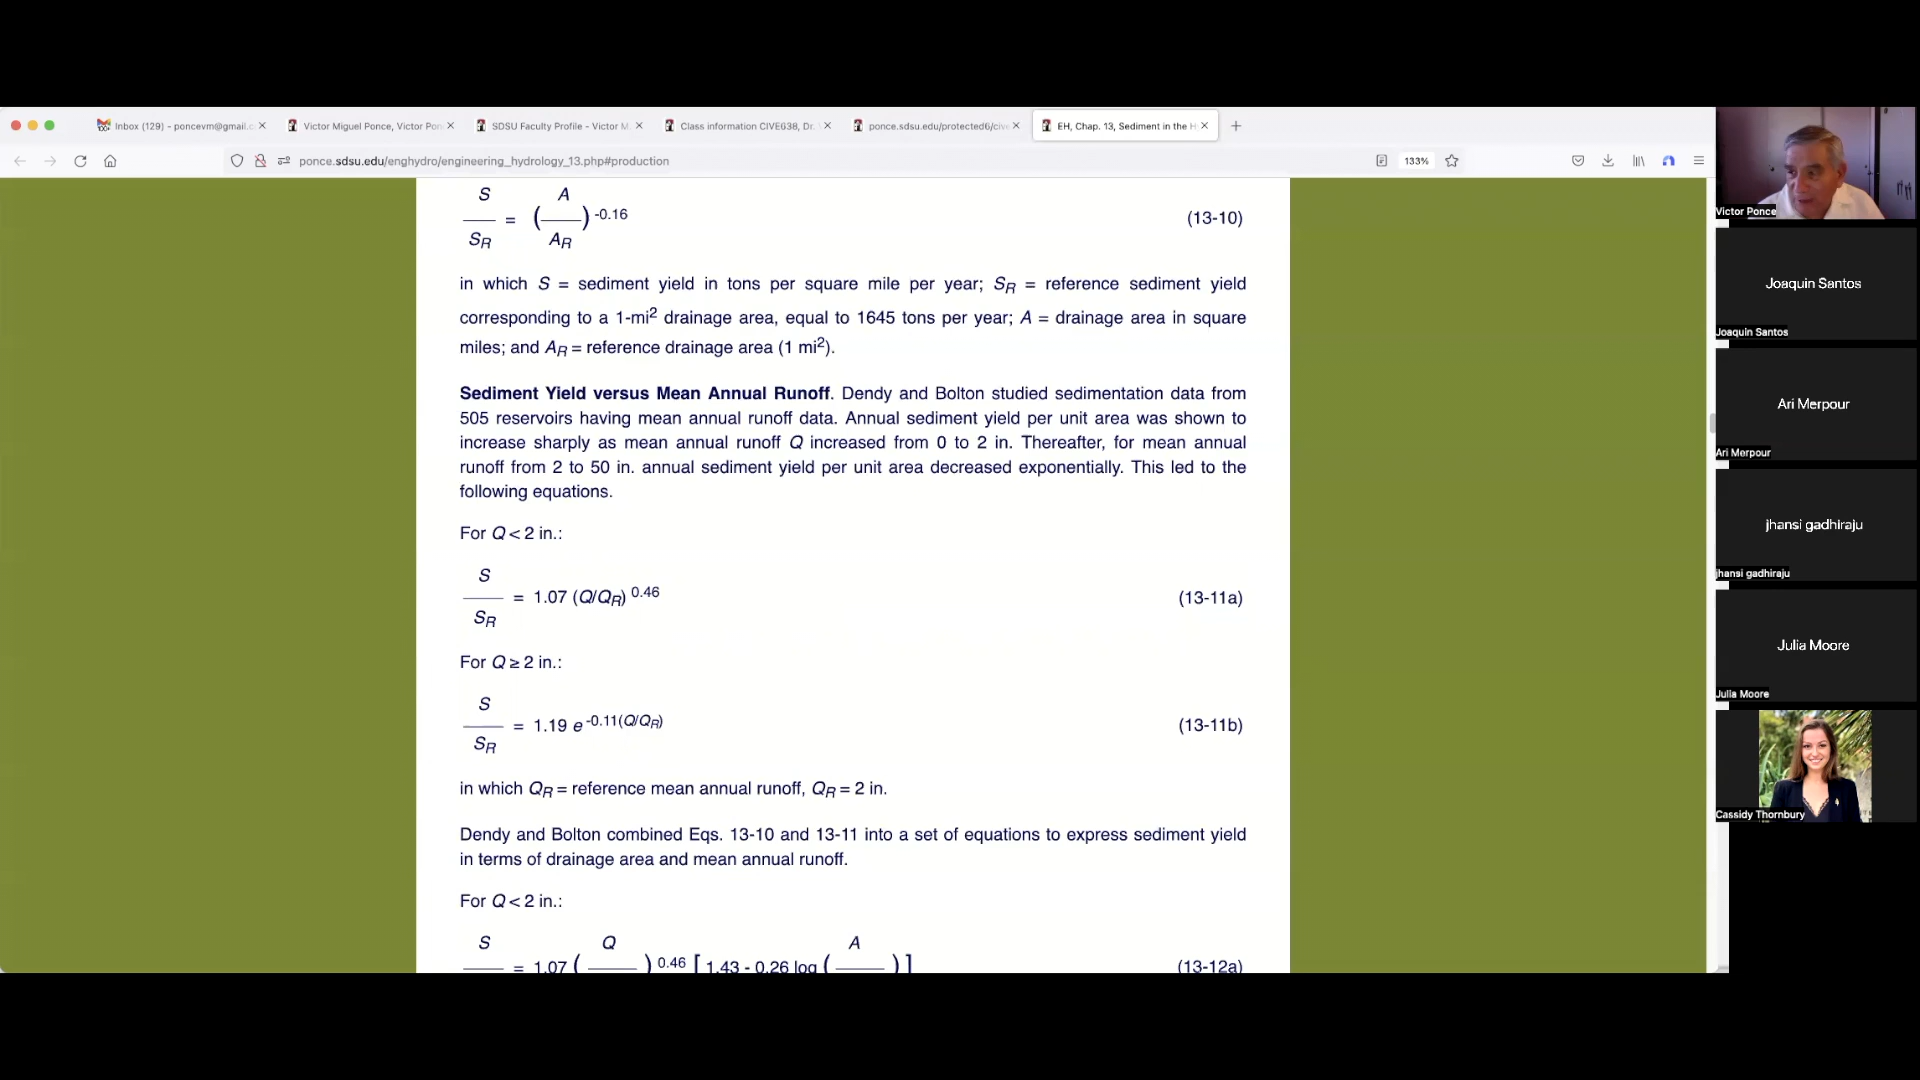 Inbox (129) - poncevm@gmail.c
Victor Miguel Ponce, Victor Pon
SDSU Faculty Profile - Victor M
Class information CIVE638, Dr.
ponce.sdsu.edu/protected6/cive
EH, Chap. 13, Sediment in the H
ponce.sdsu.edu/enghydro/engineering_hydrology_13.php#production
133%
S / S_R = (A / A_R)^-0.16 (13-10)
in which S = sediment yield in tons per square mile per year; S_R = reference sediment yield
corresponding to a 1-mi² drainage area, equal to 1645 tons per year; A = drainage area in square
miles; and A_R = reference drainage area (1 mi²).
Sediment Yield versus Mean Annual Runoff. Dendy and Bolton studied sedimentation data from
505 reservoirs having mean annual runoff data. Annual sediment yield per unit area was shown to
increase sharply as mean annual runoff Q increased from 0 to 2 in. Thereafter, for mean annual
runoff from 2 to 50 in. annual sediment yield per unit area decreased exponentially. This led to the
following equations.
For Q < 2 in.:
S / S_R = 1.07 (Q/Q_R)^0.46 (13-11a)
For Q ≥ 2 in.:
S / S_R = 1.19 e^-0.11(Q/Q_R) (13-11b)
in which Q_R = reference mean annual runoff, Q_R = 2 in.
Dendy and Bolton combined Eqs. 13-10 and 13-11 into a set of equations to express sediment yield
in terms of drainage area and mean annual runoff.
For Q < 2 in.:
S = 1.07 ( Q )^0.46 [ 1.43 - 0.26 log ( A ) ] (13-12a)
Victor Ponce
Joaquin Santos
Joaquin Santos
Ari Merpour
Ari Merpour
jhansi gadhiraju
jhansi gadhiraju
Julia Moore
Julia Moore
Cassidy Thornbury